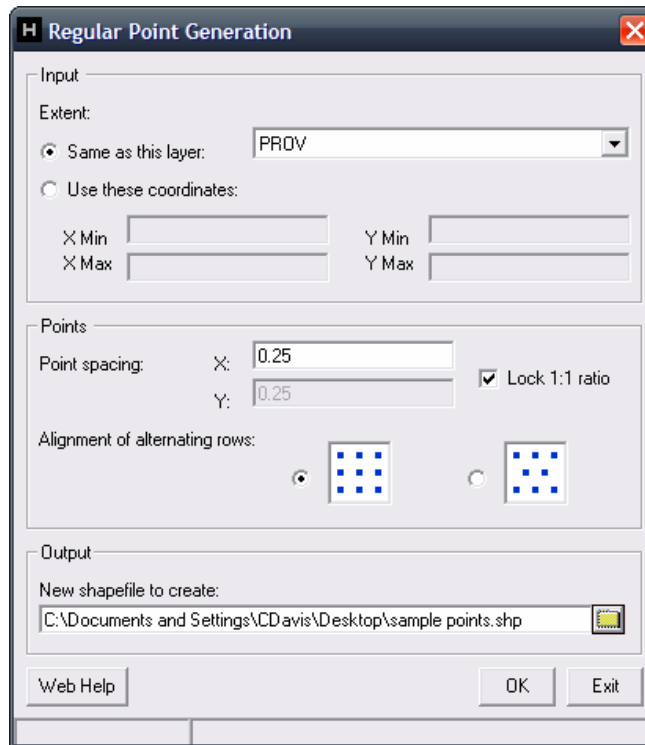 H Regular Point Generation
Input
Extent:
Same as this layer: PROV
Use these coordinates:
X Min Y Min
X Max Y Max
Points
Point spacing: X: 0.25
Lock 1:1 ratio
Y: 0.25
Alignment of alternating rows:
Output
New shapefile to create:
C:\Documents and Settings\CDavis\Desktop\sample points.shp
Web Help OK Exit